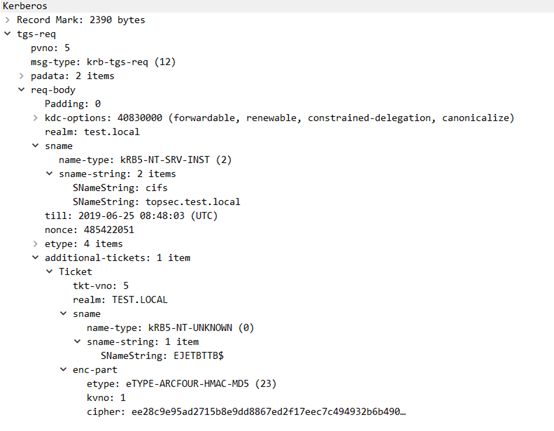 Kerberos
Record Mark: 2390 bytes
tgs-req
pvno: 5
msg-type: krb-tgs-req (12)
padata: 2 items
req-body
Padding: 0
kdc-options: 40830000 (forwardable, renewable, constrained-delegation, canonicalize)
realm: test.local
sname
name-type: kRB5-NT-SRV-INST (2)
sname-string: 2 items
SNameString: cifs
SNameString: topsec.test.local
till: 2019-06-25 08:48:03 (UTC)
nonce: 485422051
etype: 4 items
additional-tickets: 1 item
Ticket
tkt-vno: 5
realm: TEST.LOCAL
sname
name-type: kRB5-NT-UNKNOWN (0)
sname-string: 1 item
SNameString: EJETBTTB$
enc-part
etype: eTYPE-ARCFOUR-HMAC-MD5 (23)
kvno: 1
cipher: ee28c9e95ad2715b8e9dd8867ed2f17eec7c494932b6b490…